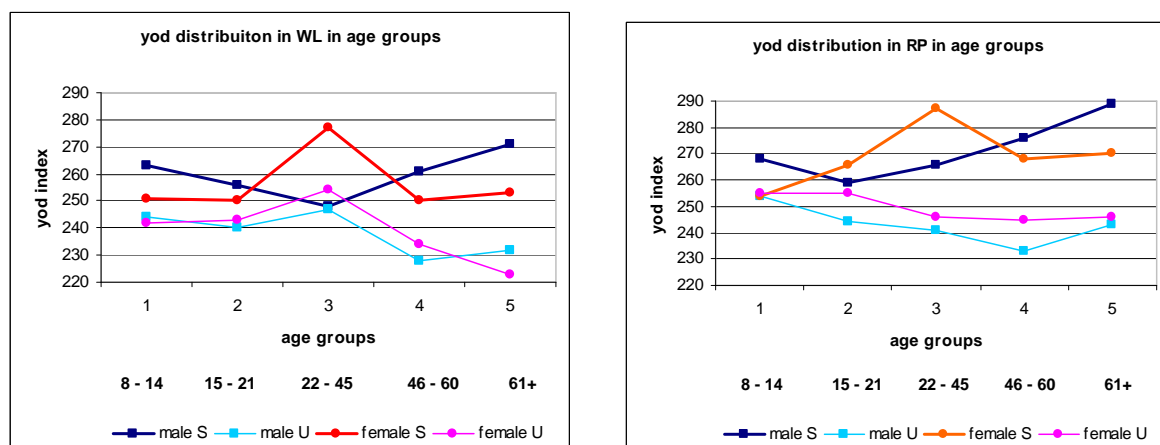 yod distribuiton in WL in age groups
290
280
270
260
250
240
230
220
yod index
1 2 3 4 5
age groups
8 - 14 15 - 21 22 - 45 46 - 60 61+
male S male U female S female U
yod distribution in RP in age groups
290
280
270
260
250
240
230
220
yod index
1 2 3 4 5
age groups
8 - 14 15 - 21 22 - 45 46 - 60 61+
male S male U female S female U